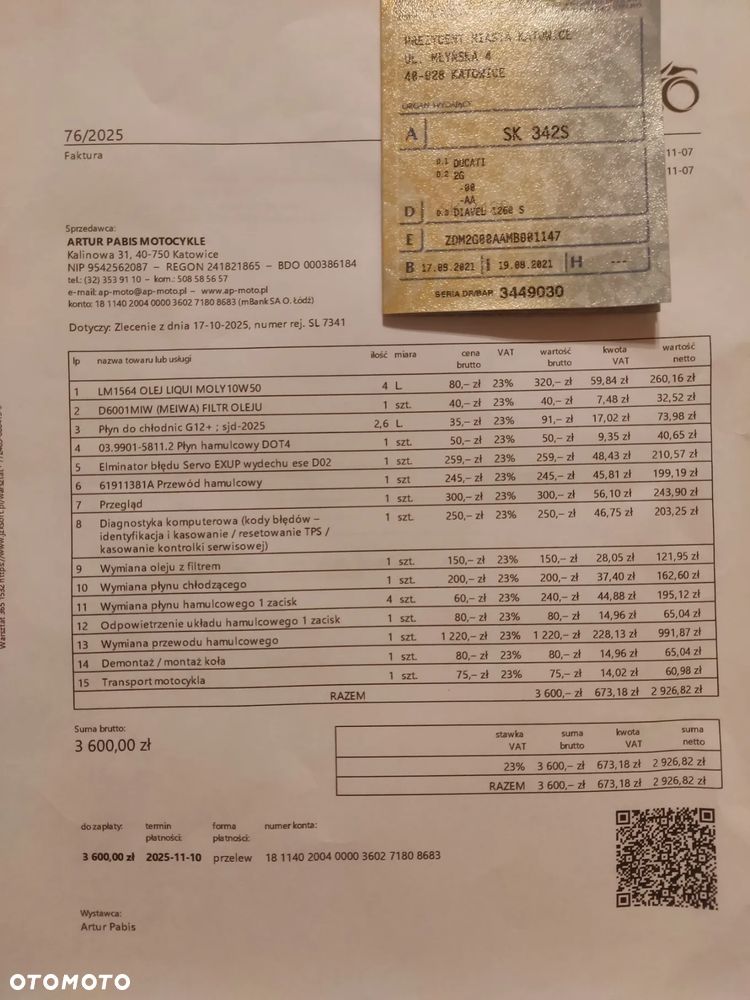 PREZYDENT MIASTA KATOWICE
UL. MŁYŃSKA 4
40-028 KATOWICE
ORGAN WYDAJĄCY
A SK 342S
D.1 DUCATI
D.2 2G
-00
-AA
D D.3 DIAVEL 1260 S
E ZDM2G00AAMB001147
B 17.09.2021 I 19.08.2021 H ---
SERIA DR/BAR 3449030
76/2025
Faktura
11-07
11-07
Sprzedawca:
ARTUR PABIS MOTOCYKLE
Kalinowa 31, 40-750 Katowice
NIP 9542562087 – REGON 241821865 – BDO 000386184
tel.: (32) 353 91 10 – kom.: 508 58 56 57
e-mail: ap-moto@ap-moto.pl – www.ap-moto.pl
konto: 18 1140 2004 0000 3602 7180 8683 (mBank SA O. Łódź)
Dotyczy: Zlecenie z dnia 17-10-2025, numer rej. SL 7341
lp nazwa towaru lub usługi ilość miara cena brutto VAT wartość brutto kwota VAT wartość netto
1 LM1564 OLEJ LIQUI MOLY10W50 4 L 80,– zł 23% 320,– zł 59,84 zł 260,16 zł
2 D6001MIW (MEIWA) FILTR OLEJU 1 szt. 40,– zł 23% 40,– zł 7,48 zł 32,52 zł
3 Płyn do chłodnic G12+ ; sjd-2025 2,6 L 35,– zł 23% 91,– zł 17,02 zł 73,98 zł
4 03.9901-5811.2 Płyn hamulcowy DOT4 1 szt. 50,– zł 23% 50,– zł 9,35 zł 40,65 zł
5 Elminator błędu Servo EXUP wydechu ese D02 1 szt. 259,– zł 23% 259,– zł 48,43 zł 210,57 zł
6 61911381A Przewód hamulcowy 1 szt. 245,– zł 23% 245,– zł 45,81 zł 199,19 zł
7 Przegląd 1 szt. 300,– zł 23% 300,– zł 56,10 zł 243,90 zł
8 Diagnostyka komputerowa (kody błędów – 1 szt. 250,– zł 23% 250,– zł 46,75 zł 203,25 zł
identyfikacja i kasowanie / resetowanie TPS /
kasowanie kontrolki serwisowej)
9 Wymiana oleju z filtrem 1 szt. 150,– zł 23% 150,– zł 28,05 zł 121,95 zł
10 Wymiana płynu chłodzącego 1 szt. 200,– zł 23% 200,– zł 37,40 zł 162,60 zł
11 Wymiana płynu hamulcowego 1 zacisk 4 szt. 60,– zł 23% 240,– zł 44,88 zł 195,12 zł
12 Odpowietrzenie układu hamulcowego 1 zacisk 1 szt. 80,– zł 23% 80,– zł 14,96 zł 65,04 zł
13 Wymiana przewodu hamulcowego 1 szt. 1 220,– zł 23% 1 220,– zł 228,13 zł 991,87 zł
14 Demontaż / montaż koła 1 szt. 80,– zł 23% 80,– zł 14,96 zł 65,04 zł
15 Transport motocykla 1 szt. 75,– zł 23% 75,– zł 14,02 zł 60,98 zł
RAZEM 3 600,– zł 673,18 zł 2 926,82 zł
Suma brutto:
3 600,00 zł
stawka VAT suma brutto kwota VAT suma netto
23% 3 600,– zł 673,18 zł 2 926,82 zł
RAZEM 3 600,– zł 673,18 zł 2 926,82 zł
do zapłaty: termin płatności: forma płatności: numer konta:
3 600,00 zł 2025-11-10 przelew 18 1140 2004 0000 3602 7180 8683
Wystawca:
Artur Pabis
OTOMOTO